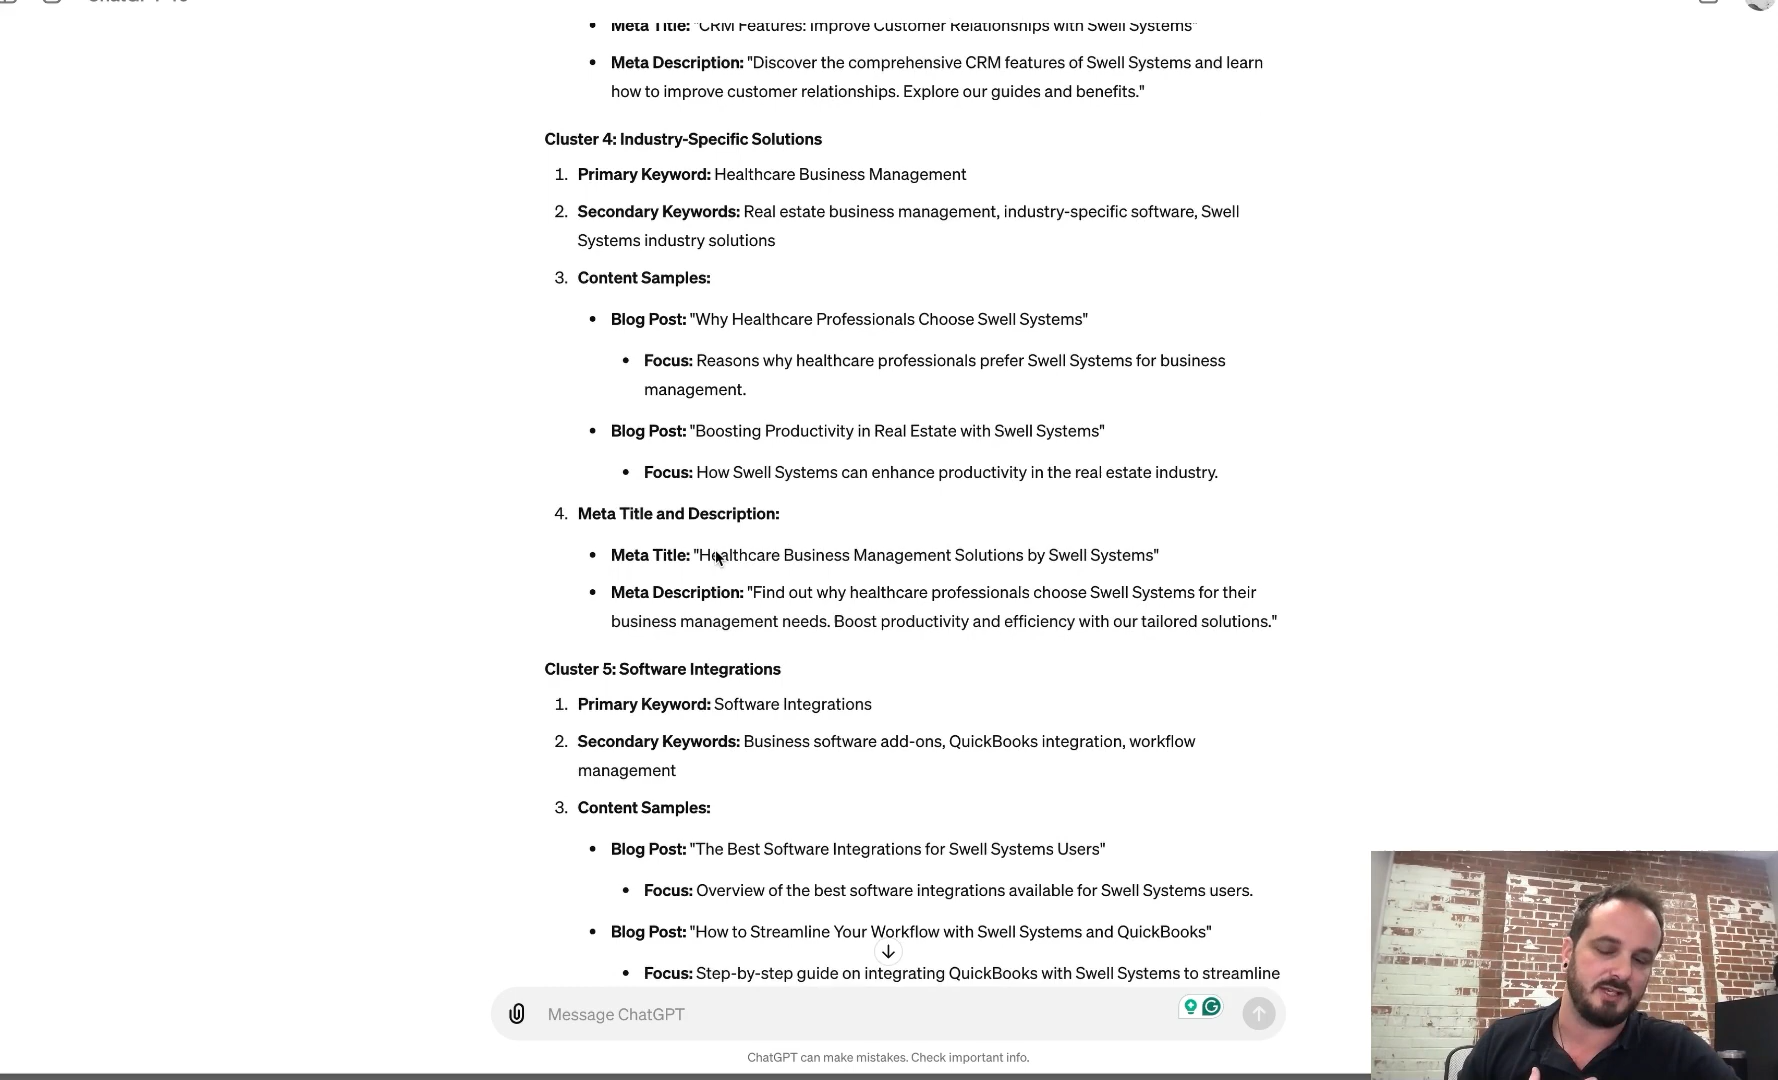 ChatGPT 4o
• Meta Title: "CRM Features: Improve Customer Relationships with Swell Systems"
• Meta Description: "Discover the comprehensive CRM features of Swell Systems and learn
how to improve customer relationships. Explore our guides and benefits."
Cluster 4: Industry-Specific Solutions
1. Primary Keyword: Healthcare Business Management
2. Secondary Keywords: Real estate business management, industry-specific software, Swell
Systems industry solutions
3. Content Samples:
• Blog Post: "Why Healthcare Professionals Choose Swell Systems"
• Focus: Reasons why healthcare professionals prefer Swell Systems for business
management.
• Blog Post: "Boosting Productivity in Real Estate with Swell Systems"
• Focus: How Swell Systems can enhance productivity in the real estate industry.
4. Meta Title and Description:
• Meta Title: "Healthcare Business Management Solutions by Swell Systems"
• Meta Description: "Find out why healthcare professionals choose Swell Systems for their
business management needs. Boost productivity and efficiency with our tailored solutions."
Cluster 5: Software Integrations
1. Primary Keyword: Software Integrations
2. Secondary Keywords: Business software add-ons, QuickBooks integration, workflow
management
3. Content Samples:
• Blog Post: "The Best Software Integrations for Swell Systems Users"
• Focus: Overview of the best software integrations available for Swell Systems users.
• Blog Post: "How to Streamline Your Workflow with Swell Systems and QuickBooks"
• Focus: Step-by-step guide on integrating QuickBooks with Swell Systems to streamline
Message ChatGPT
ChatGPT can make mistakes. Check important info.